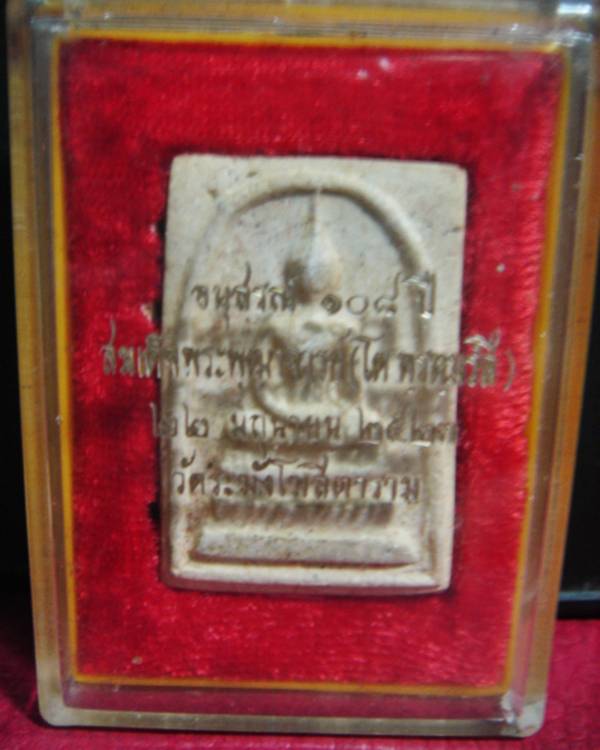 อนุสรณ์ ๑๐๘ ปี
สมเด็จพระพุฒาจารย์ (โต พรหมรังสี)
๒๒ มิถุนายน ๒๕๒๓
วัดระฆังโฆสิตาราม